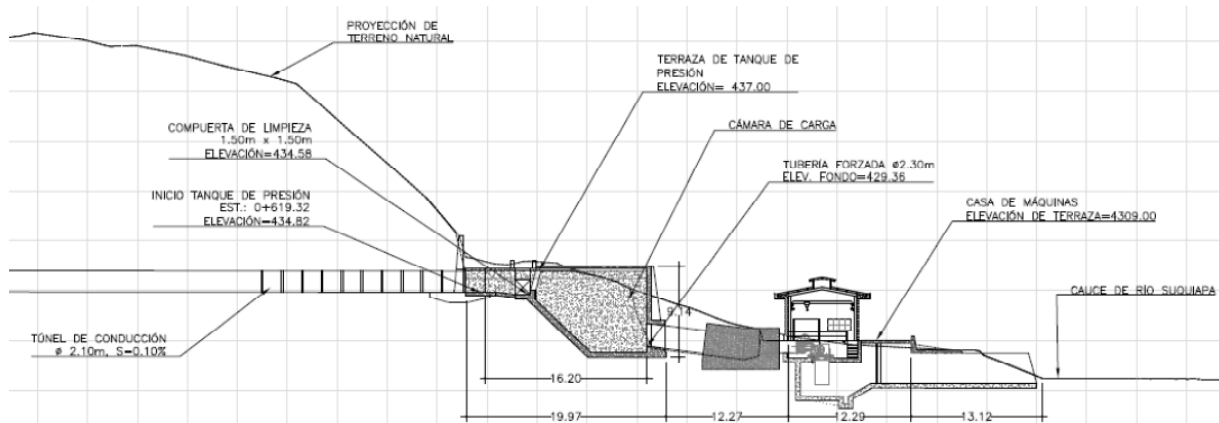 PROYECCIÓN DE
TERRENO NATURAL
TERRAZA DE TANQUE DE
PRESIÓN
ELEVACIÓN= 437.00
COMPUERTA DE LIMPIEZA
1.50m x 1.50m
ELEVACIÓN=434.58
CÁMARA DE CARGA
TUBERÍA FORZADA ø2.30m
ELEV. FONDO=429.36
INICIO TANQUE DE PRESIÓN
EST.: 0+619.32
ELEVACIÓN=434.82
CASA DE MÁQUINAS
ELEVACIÓN DE TERRAZA=4309.00
CAUCE DE RÍO SUQUIAPA
9.14
TÚNEL DE CONDUCCIÓN
ø 2.10m, S=0.10%
16.20
19.97
12.27
12.29
13.12